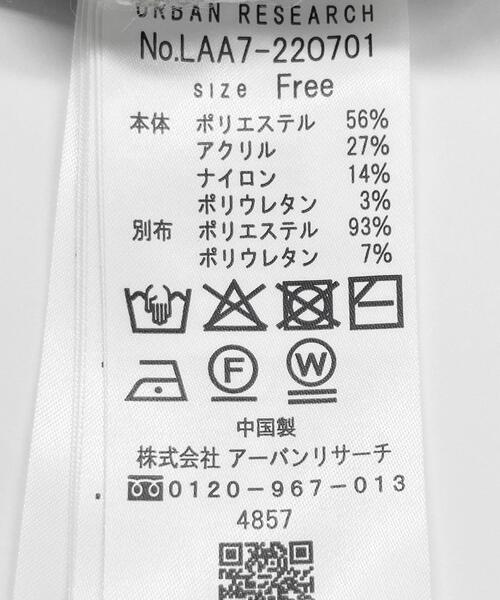 URBAN RESEARCH
No.LAA7-220701
size Free
本体 ポリエステル 56%
アクリル 27%
ナイロン 14%
ポリウレタン 3%
別布 ポリエステル 93%
ポリウレタン 7%
F W
中国製
株式会社 アーバンリサーチ
0120-967-013
4857